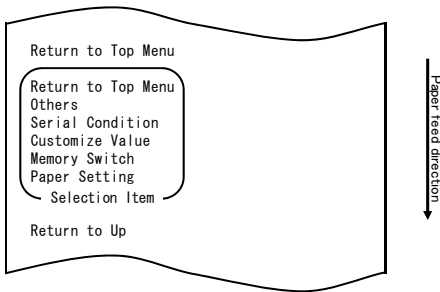 Return to Top Menu
Return to Top Menu
Others
Serial Condition
Customize Value
Memory Switch
Paper Setting
Selection Item
Return to Up
Paper feed direction